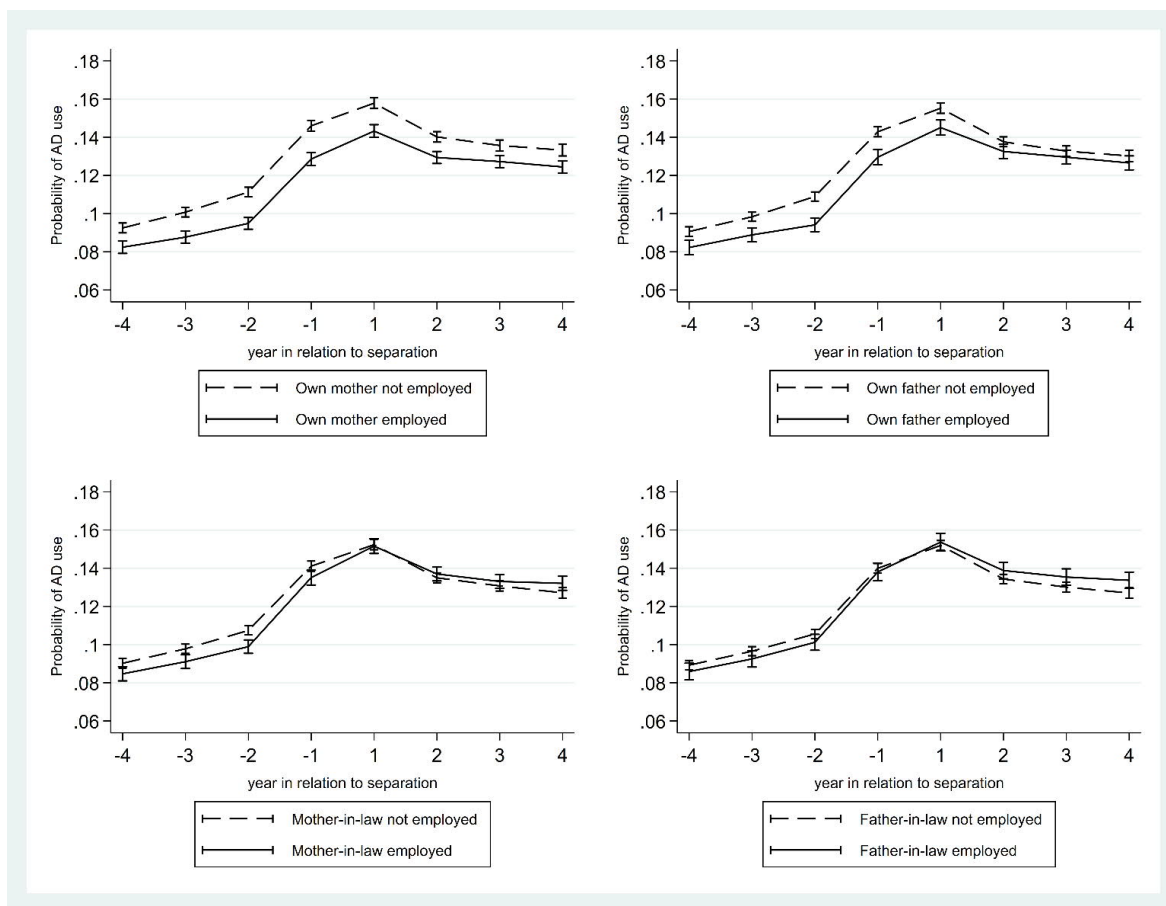 .18
.16
.14
.12
.1
.08
.06
Probability of AD use
-4 -3 -2 -1 1 2 3 4
year in relation to separation
Own mother not employed
Own mother employed
.18
.16
.14
.12
.1
.08
.06
Probability of AD use
-4 -3 -2 -1 1 2 3 4
year in relation to separation
Own father not employed
Own father employed
.18
.16
.14
.12
.1
.08
.06
Probability of AD use
-4 -3 -2 -1 1 2 3 4
year in relation to separation
Mother-in-law not employed
Mother-in-law employed
.18
.16
.14
.12
.1
.08
.06
Probability of AD use
-4 -3 -2 -1 1 2 3 4
year in relation to separation
Father-in-law not employed
Father-in-law employed